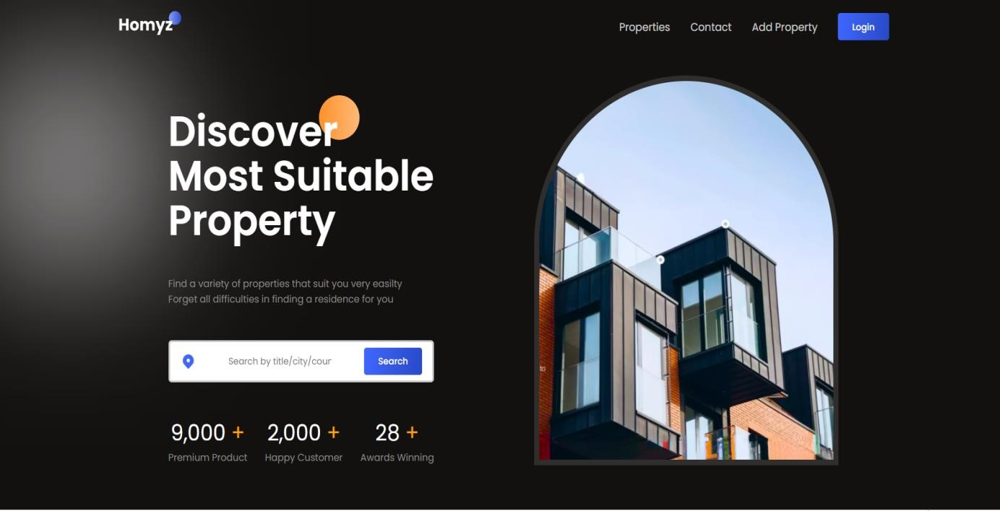 Homyz
Properties Contact Add Property Login
Discover
Most Suitable
Property
Find a variety of properties that suit you very easilty
Forget all difficulties in finding a residence for you
Search by title/city/cour
Search
9,000 + 2,000 + 28 +
Premium Product Happy Customer Awards Winning
to